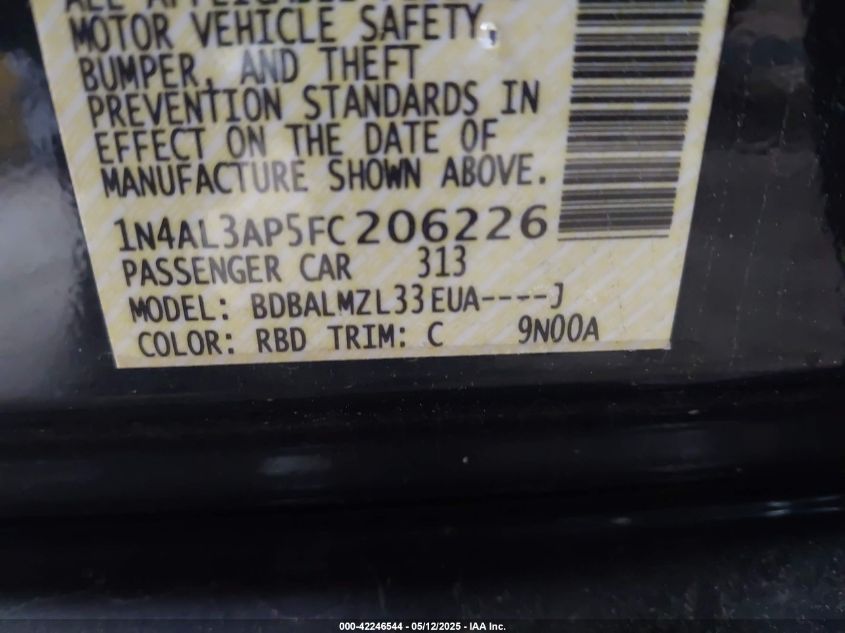 MOTOR VEHICLE SAFETY,
BUMPER, AND THEFT
PREVENTION STANDARDS IN
EFFECT ON THE DATE OF
MANUFACTURE SHOWN ABOVE.
1N4AL3AP5FC206226
PASSENGER CAR 313
MODEL: BDBALMZL33EUA----J
COLOR: RBD TRIM: C 9N00A
000-42246544 - 05/12/2025 - IAA Inc.